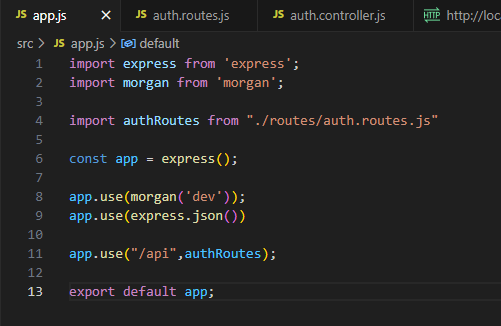 JS app.js × JS auth.routes.js JS auth.controller.js HTTP http://loc
src > JS app.js > default
1 import express from 'express';
2 import morgan from 'morgan';
3
4 import authRoutes from "./routes/auth.routes.js"
5
6 const app = express();
7
8 app.use(morgan('dev'));
9 app.use(express.json())
10
11 app.use("/api",authRoutes);
12
13 export default app;